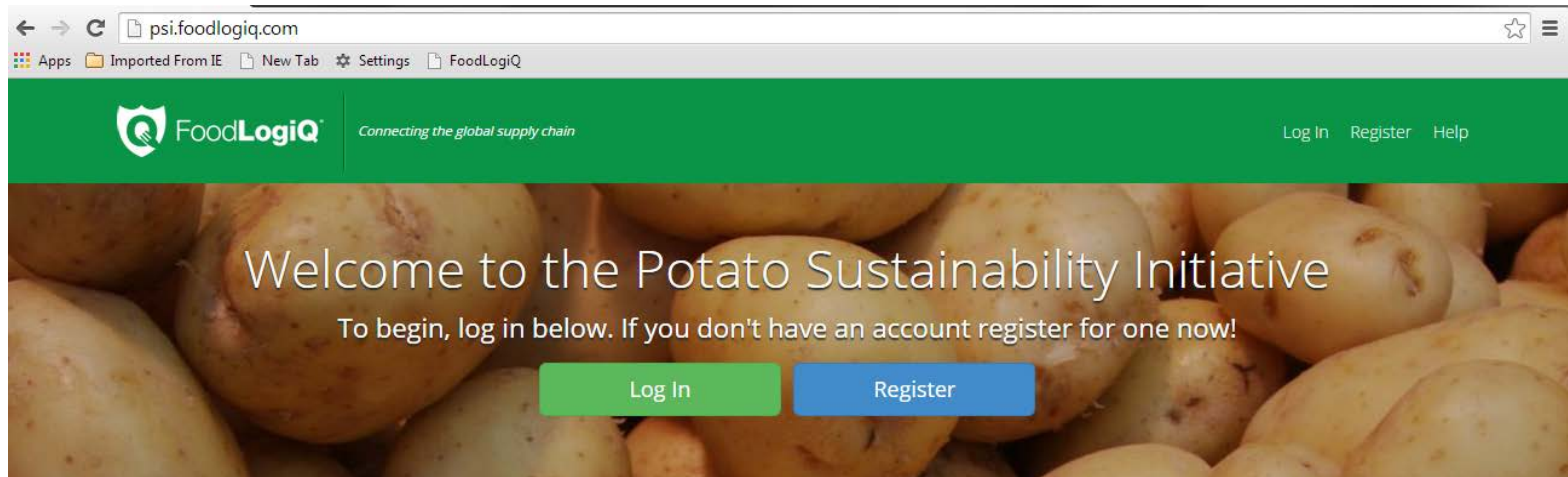 psi.foodlogiq.com
Apps Imported From IE New Tab Settings FoodLogiQ
FoodLogiQ Connecting the global supply chain Log In Register Help
Welcome to the Potato Sustainability Initiative
To begin, log in below. If you don't have an account register for one now!
Log In Register